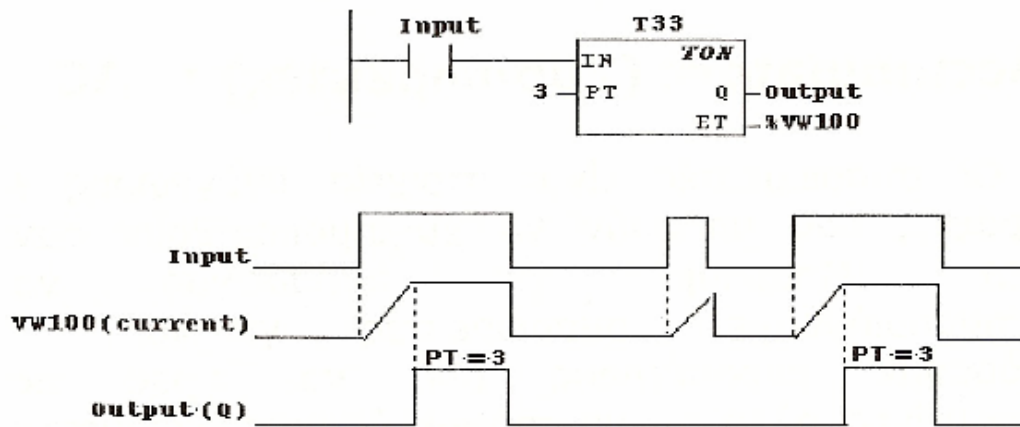 Input
T33
IN
TON
3
PT
Q
Output
ET
%VW100
Input
VW100(current)
PT=3
PT=3
Output(Q)